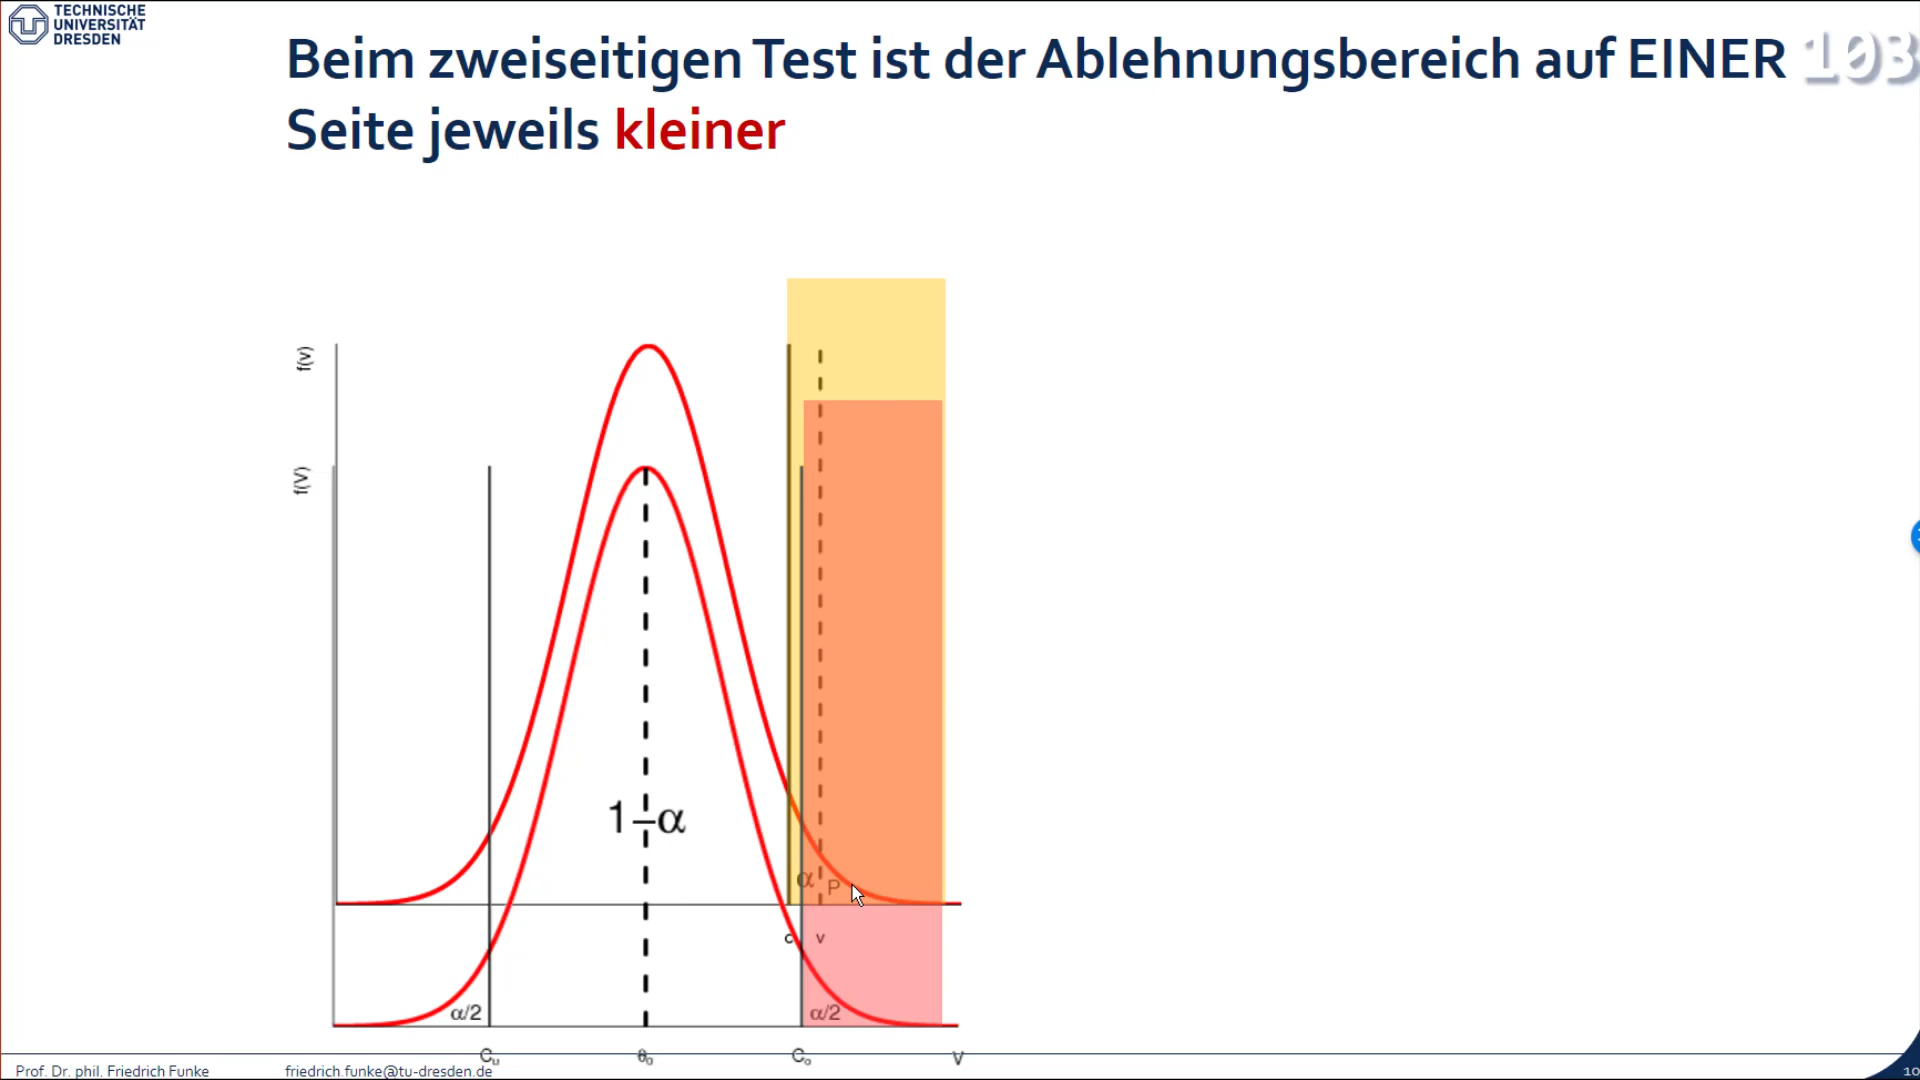 TECHNISCHE
UNIVERSITÄT
DRESDEN
Beim zweiseitigen Test ist der Ablehnungsbereich auf EINER
Seite jeweils kleiner
103
f(v)
f(V)
1−α
α
P
c
v
α/2
α/2
Cᵤ
θ₀
Cₒ
V
Prof. Dr. phil. Friedrich Funke
friedrich.funke@tu-dresden.de